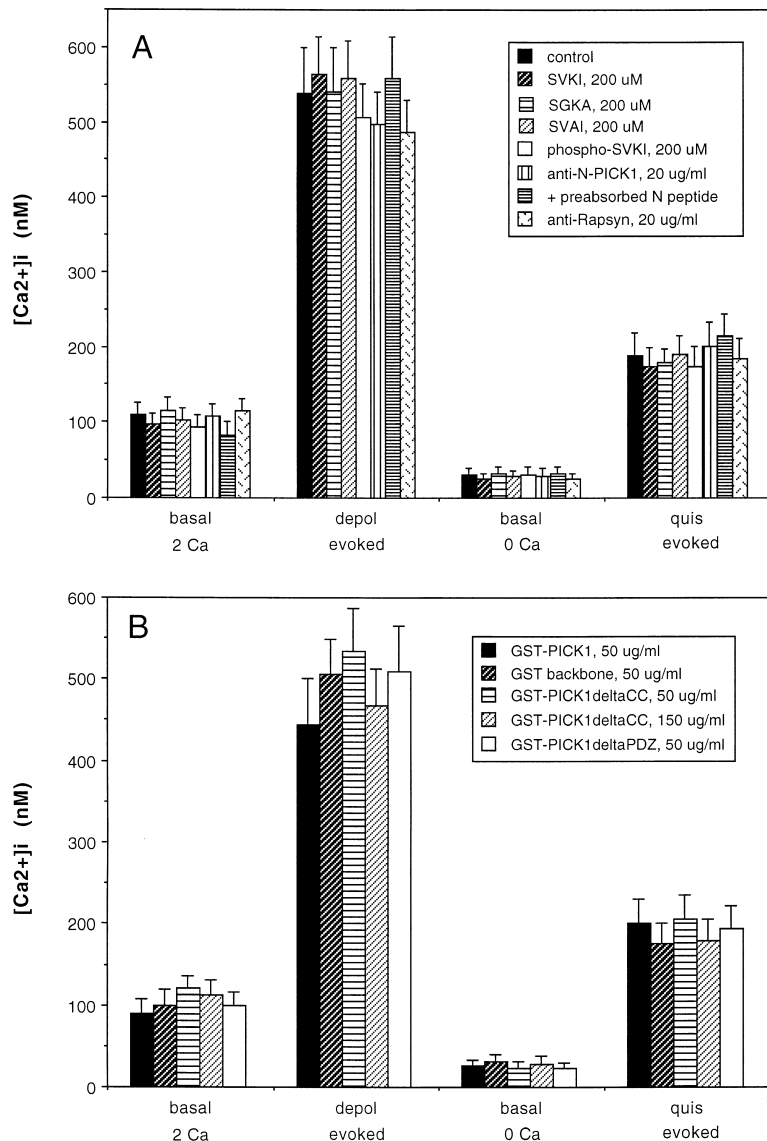 A
600
500
400
300
200
100
0
[Ca2+]i (nM)
control
SVKI, 200 uM
SGKA, 200 uM
SVAI, 200 uM
phospho-SVKI, 200 uM
anti-N-PICK1, 20 ug/ml
+ preabsorbed N peptide
anti-Rapsyn, 20 ug/ml
basal depol basal quis
2 Ca evoked 0 Ca evoked
B
600
500
400
300
200
100
0
[Ca2+]i (nM)
GST-PICK1, 50 ug/ml
GST backbone, 50 ug/ml
GST-PICK1deltaCC, 50 ug/ml
GST-PICK1deltaCC, 150 ug/ml
GST-PICK1deltaPDZ, 50 ug/ml
basal depol basal quis
2 Ca evoked 0 Ca evoked